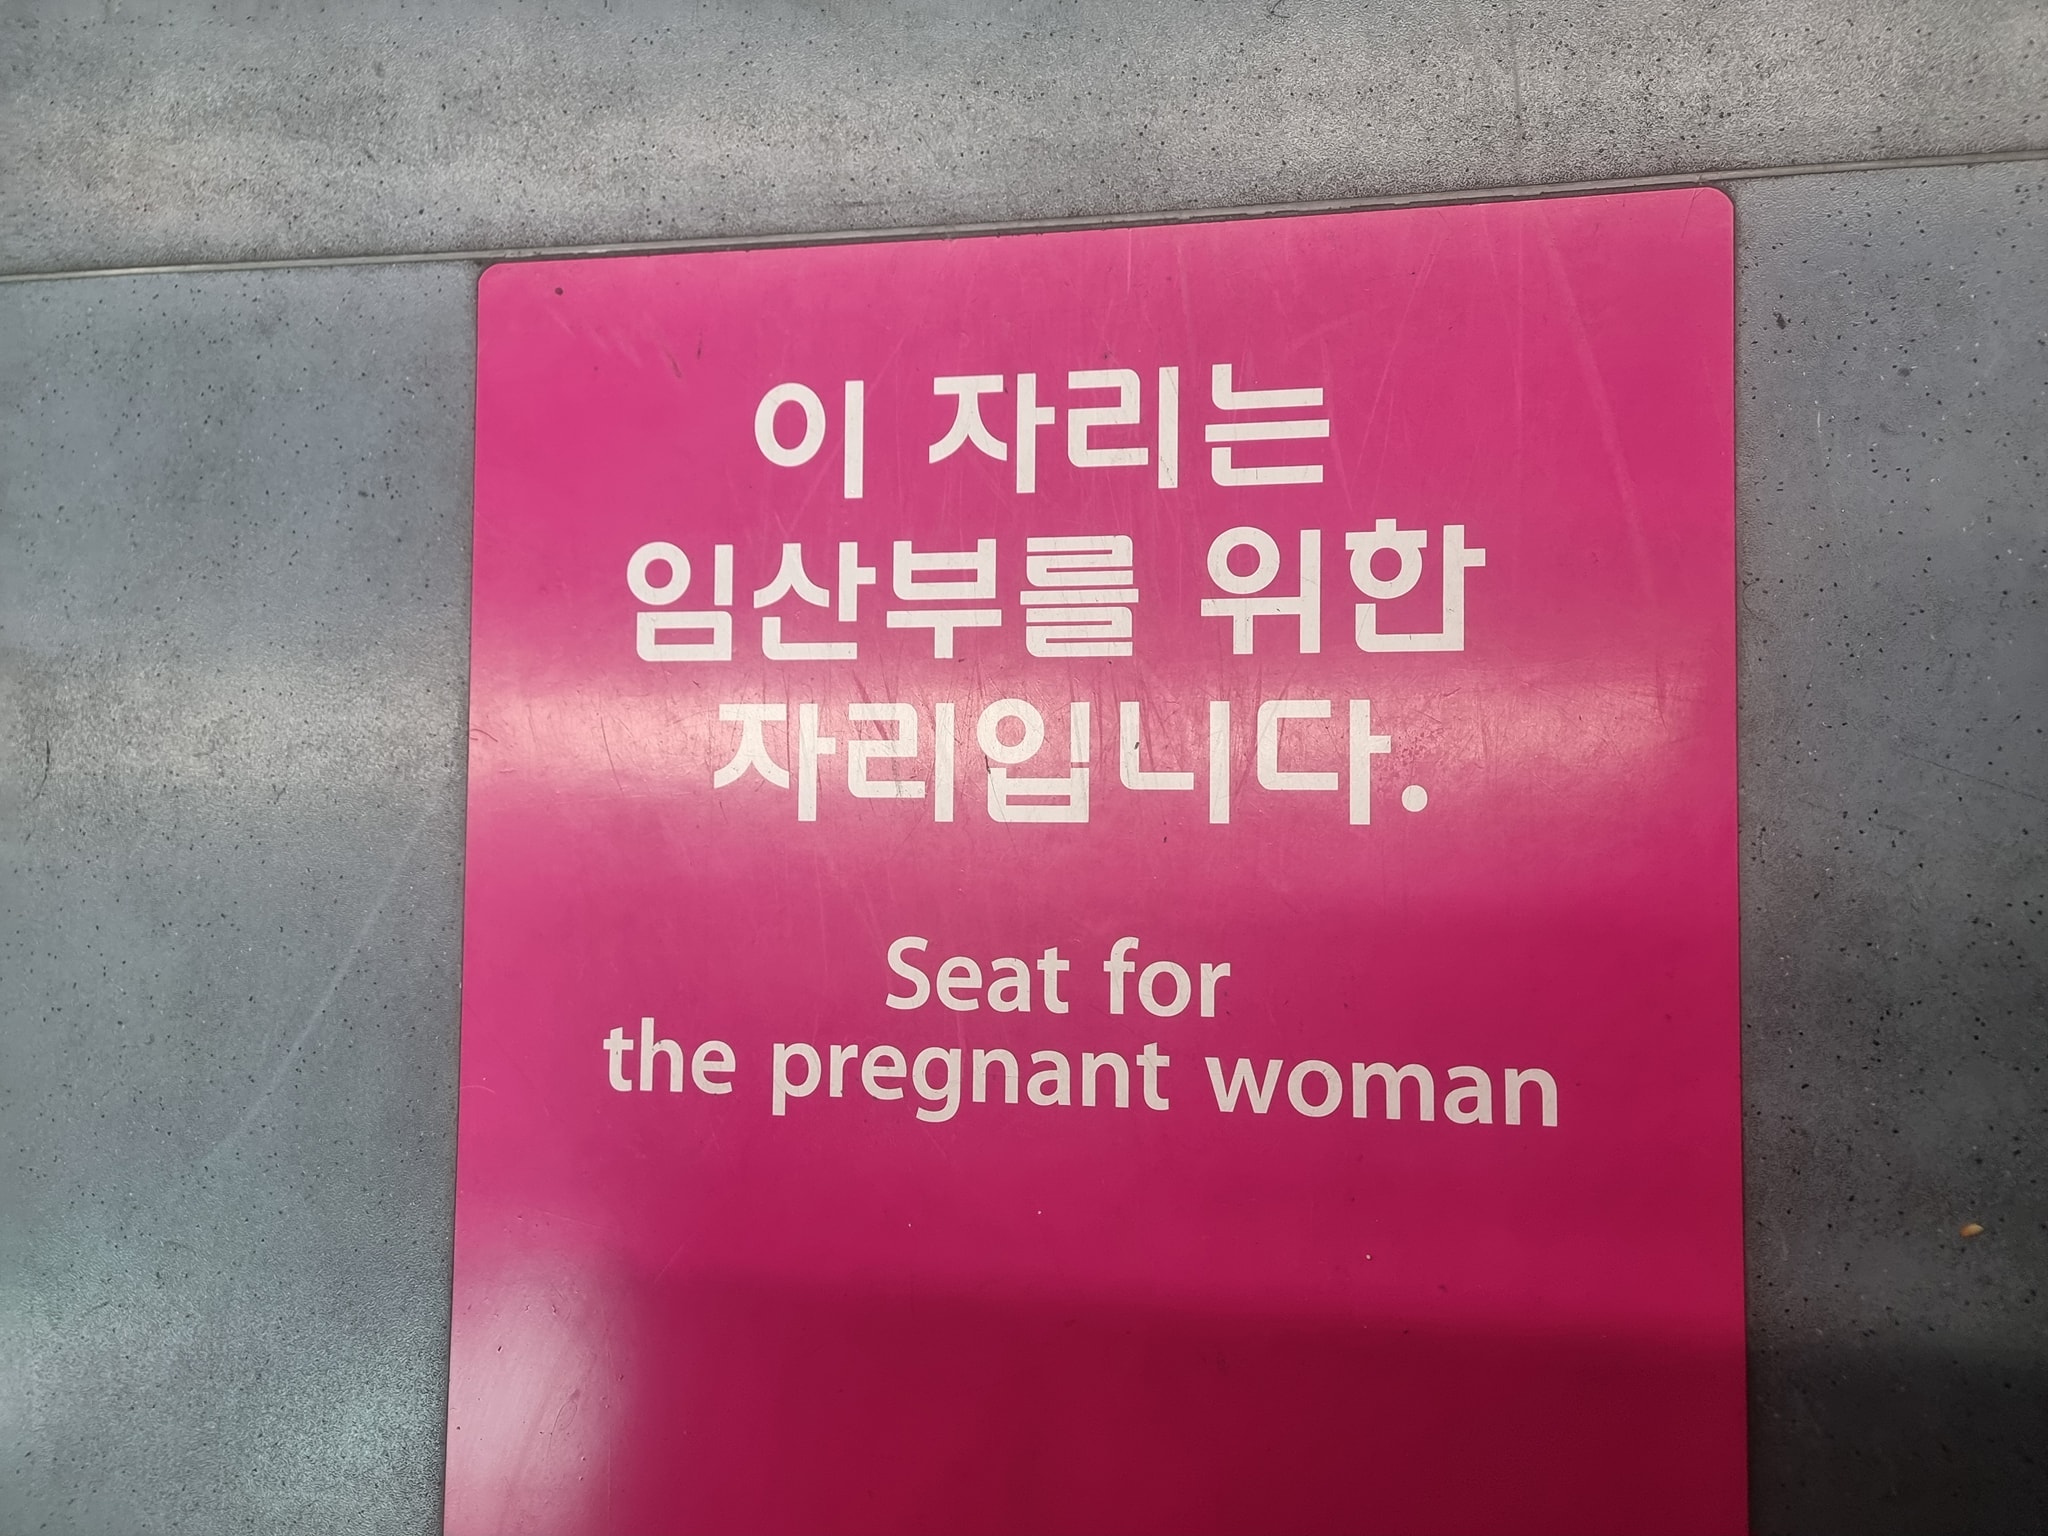 이 자리는
임산부를 위한
자리입니다.
Seat for
the pregnant woman